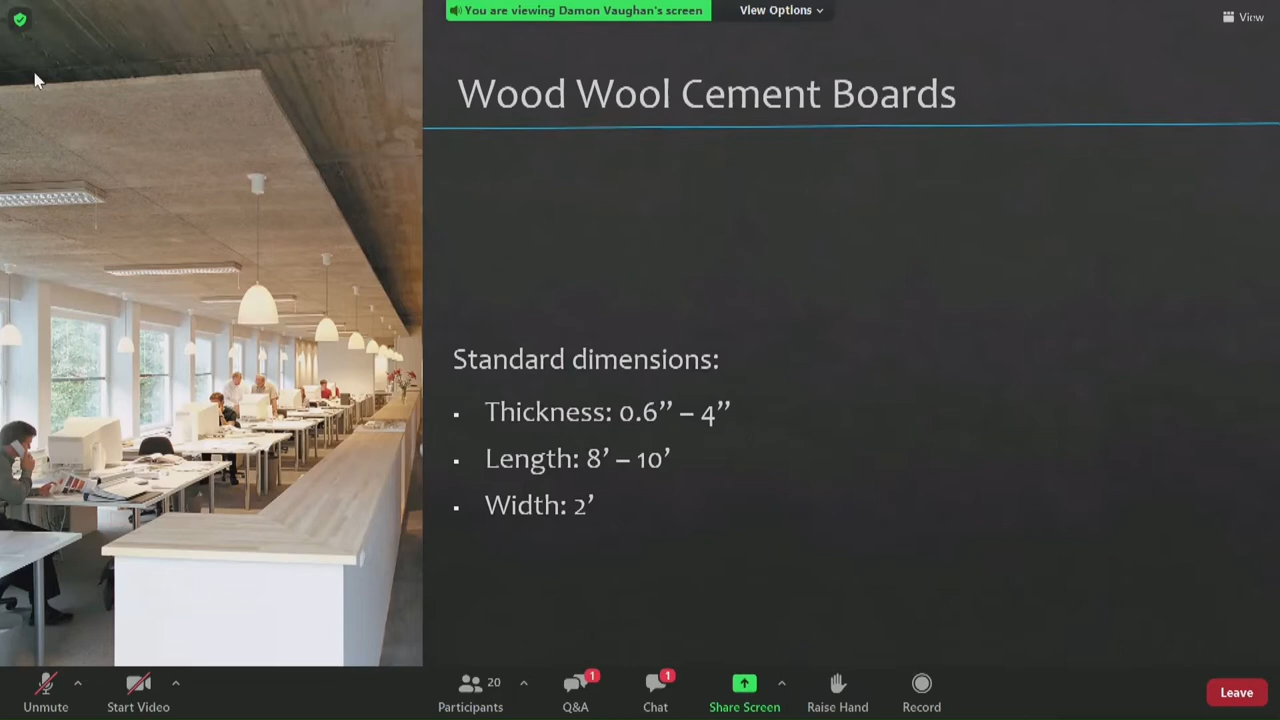 You are viewing Damon Vaughan's screen
View Options
View
Wood Wool Cement Boards
Standard dimensions:
▪ Thickness: 0.6” – 4”
▪ Length: 8’ – 10’
▪ Width: 2’
Unmute
Start Video
20
Participants
1
Q&A
1
Chat
Share Screen
Raise Hand
Record
Leave